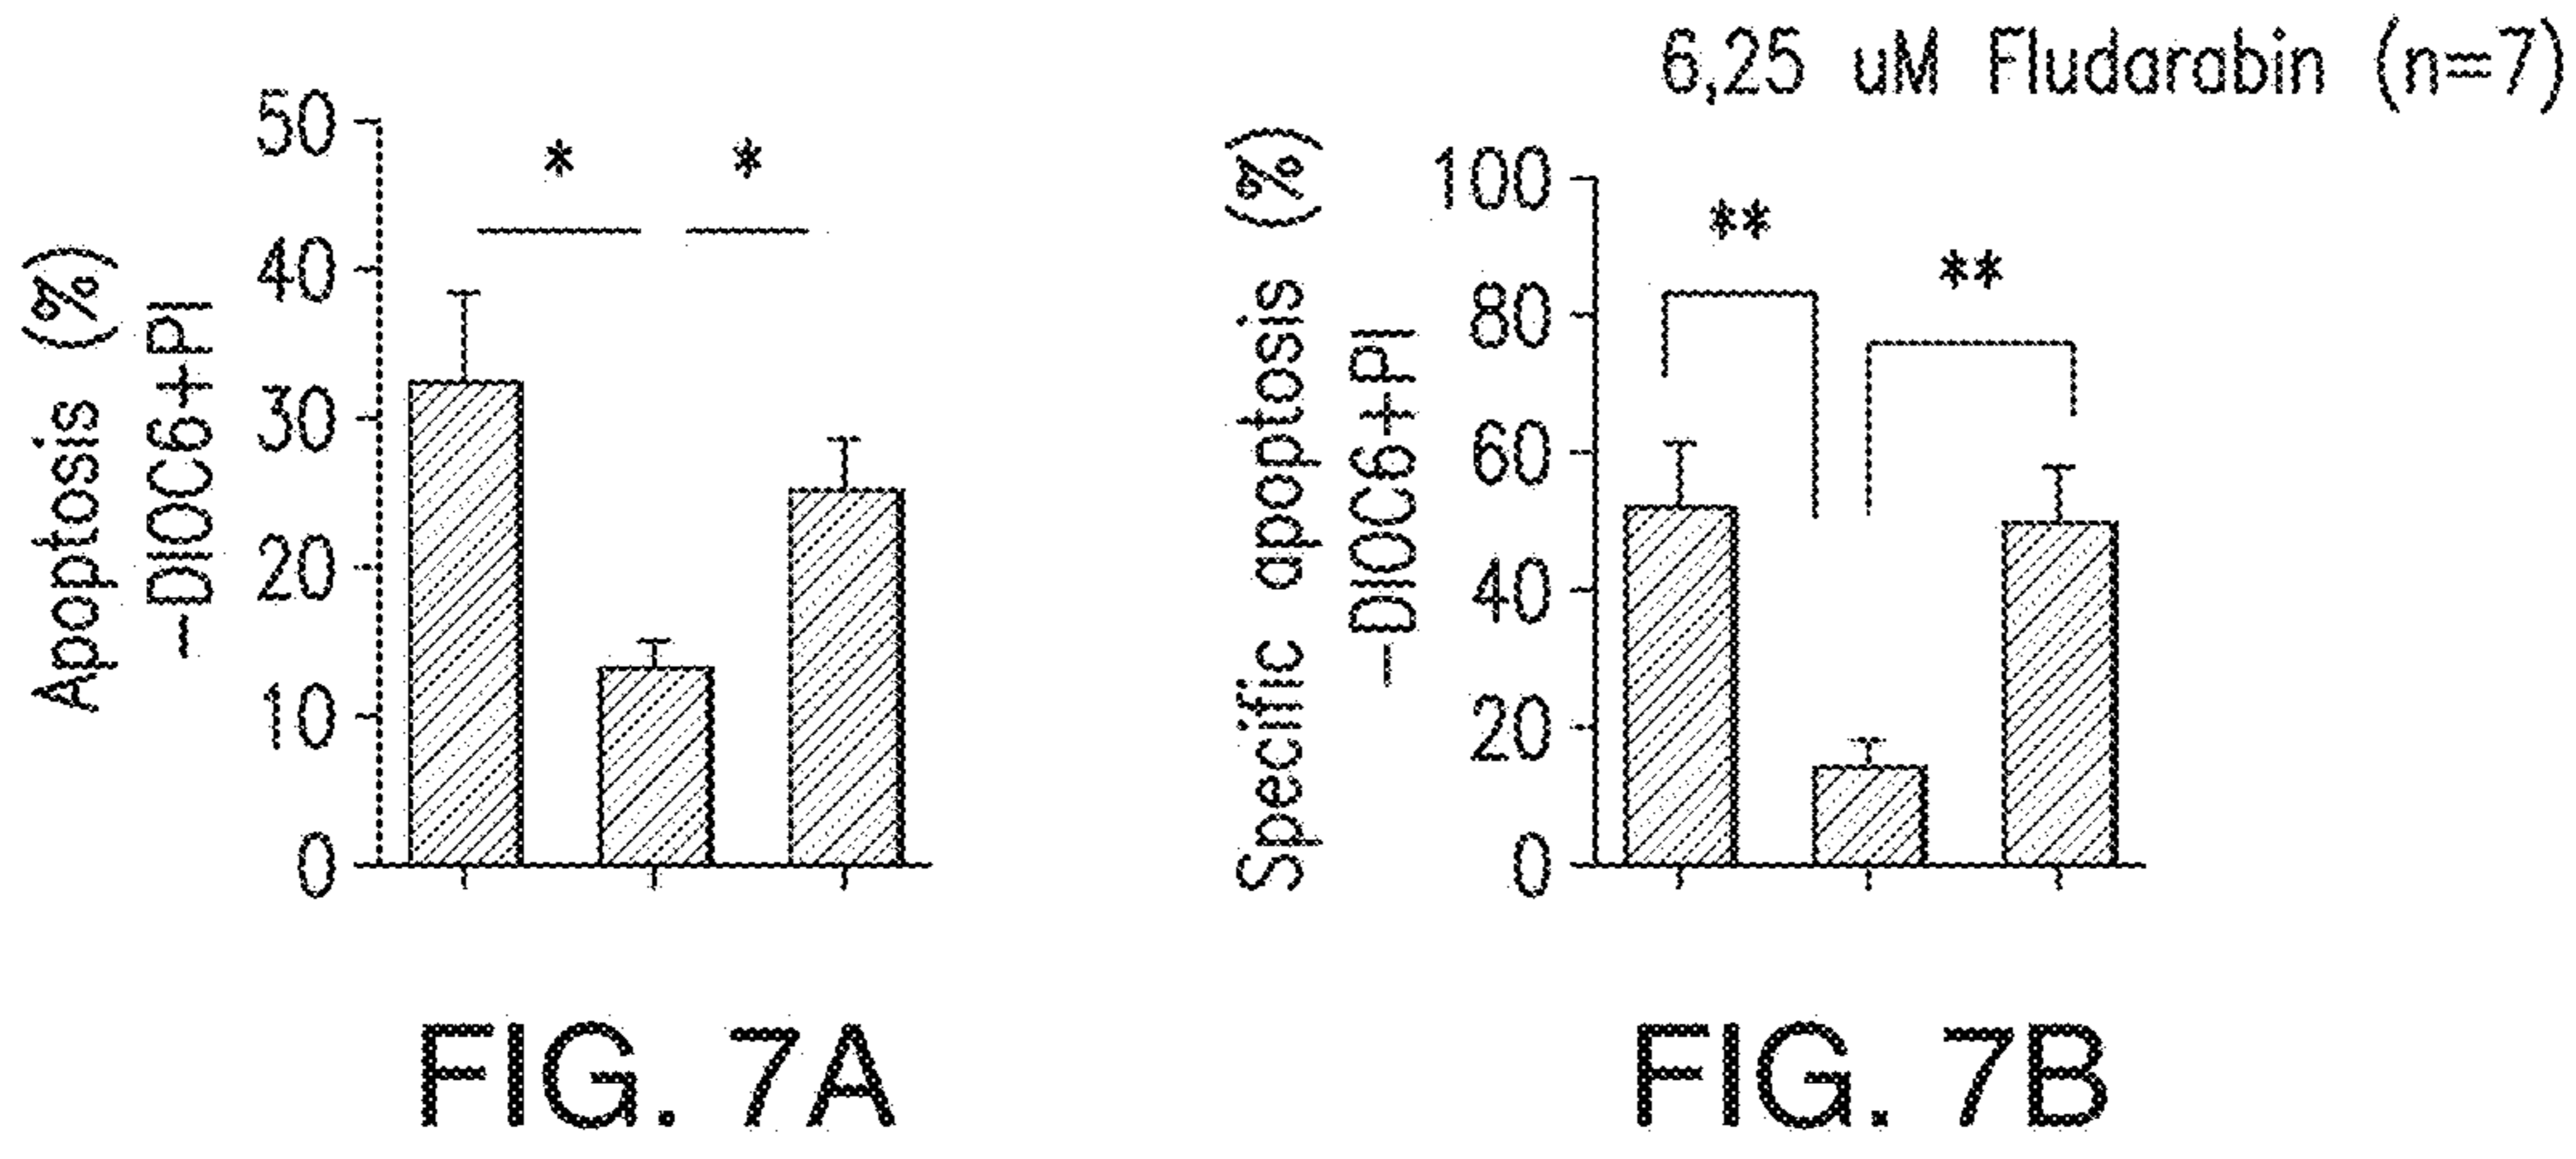 6,25 uM Fludarabin (n=7)
Apoptosis (%)
-DIOC6+PI
50
40
30
20
10
0
*
*
FIG. 7A
Specific apoptosis (%)
-DIOC6+PI
100
80
60
40
20
0
**
**
FIG. 7B